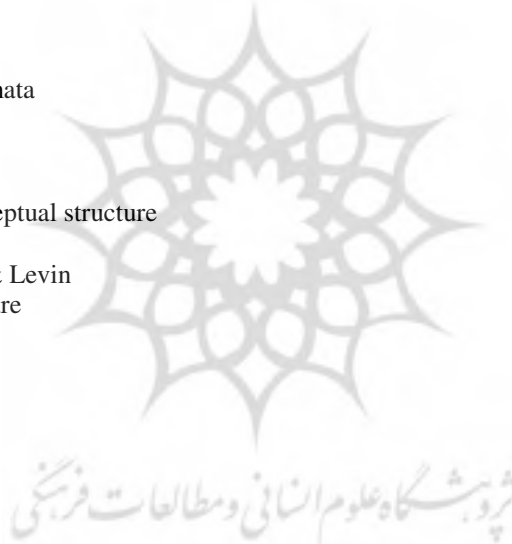 nata
eptual structure
Levin
re
پژوهشگاه علوم انسانی و مطالعات فرهنگی